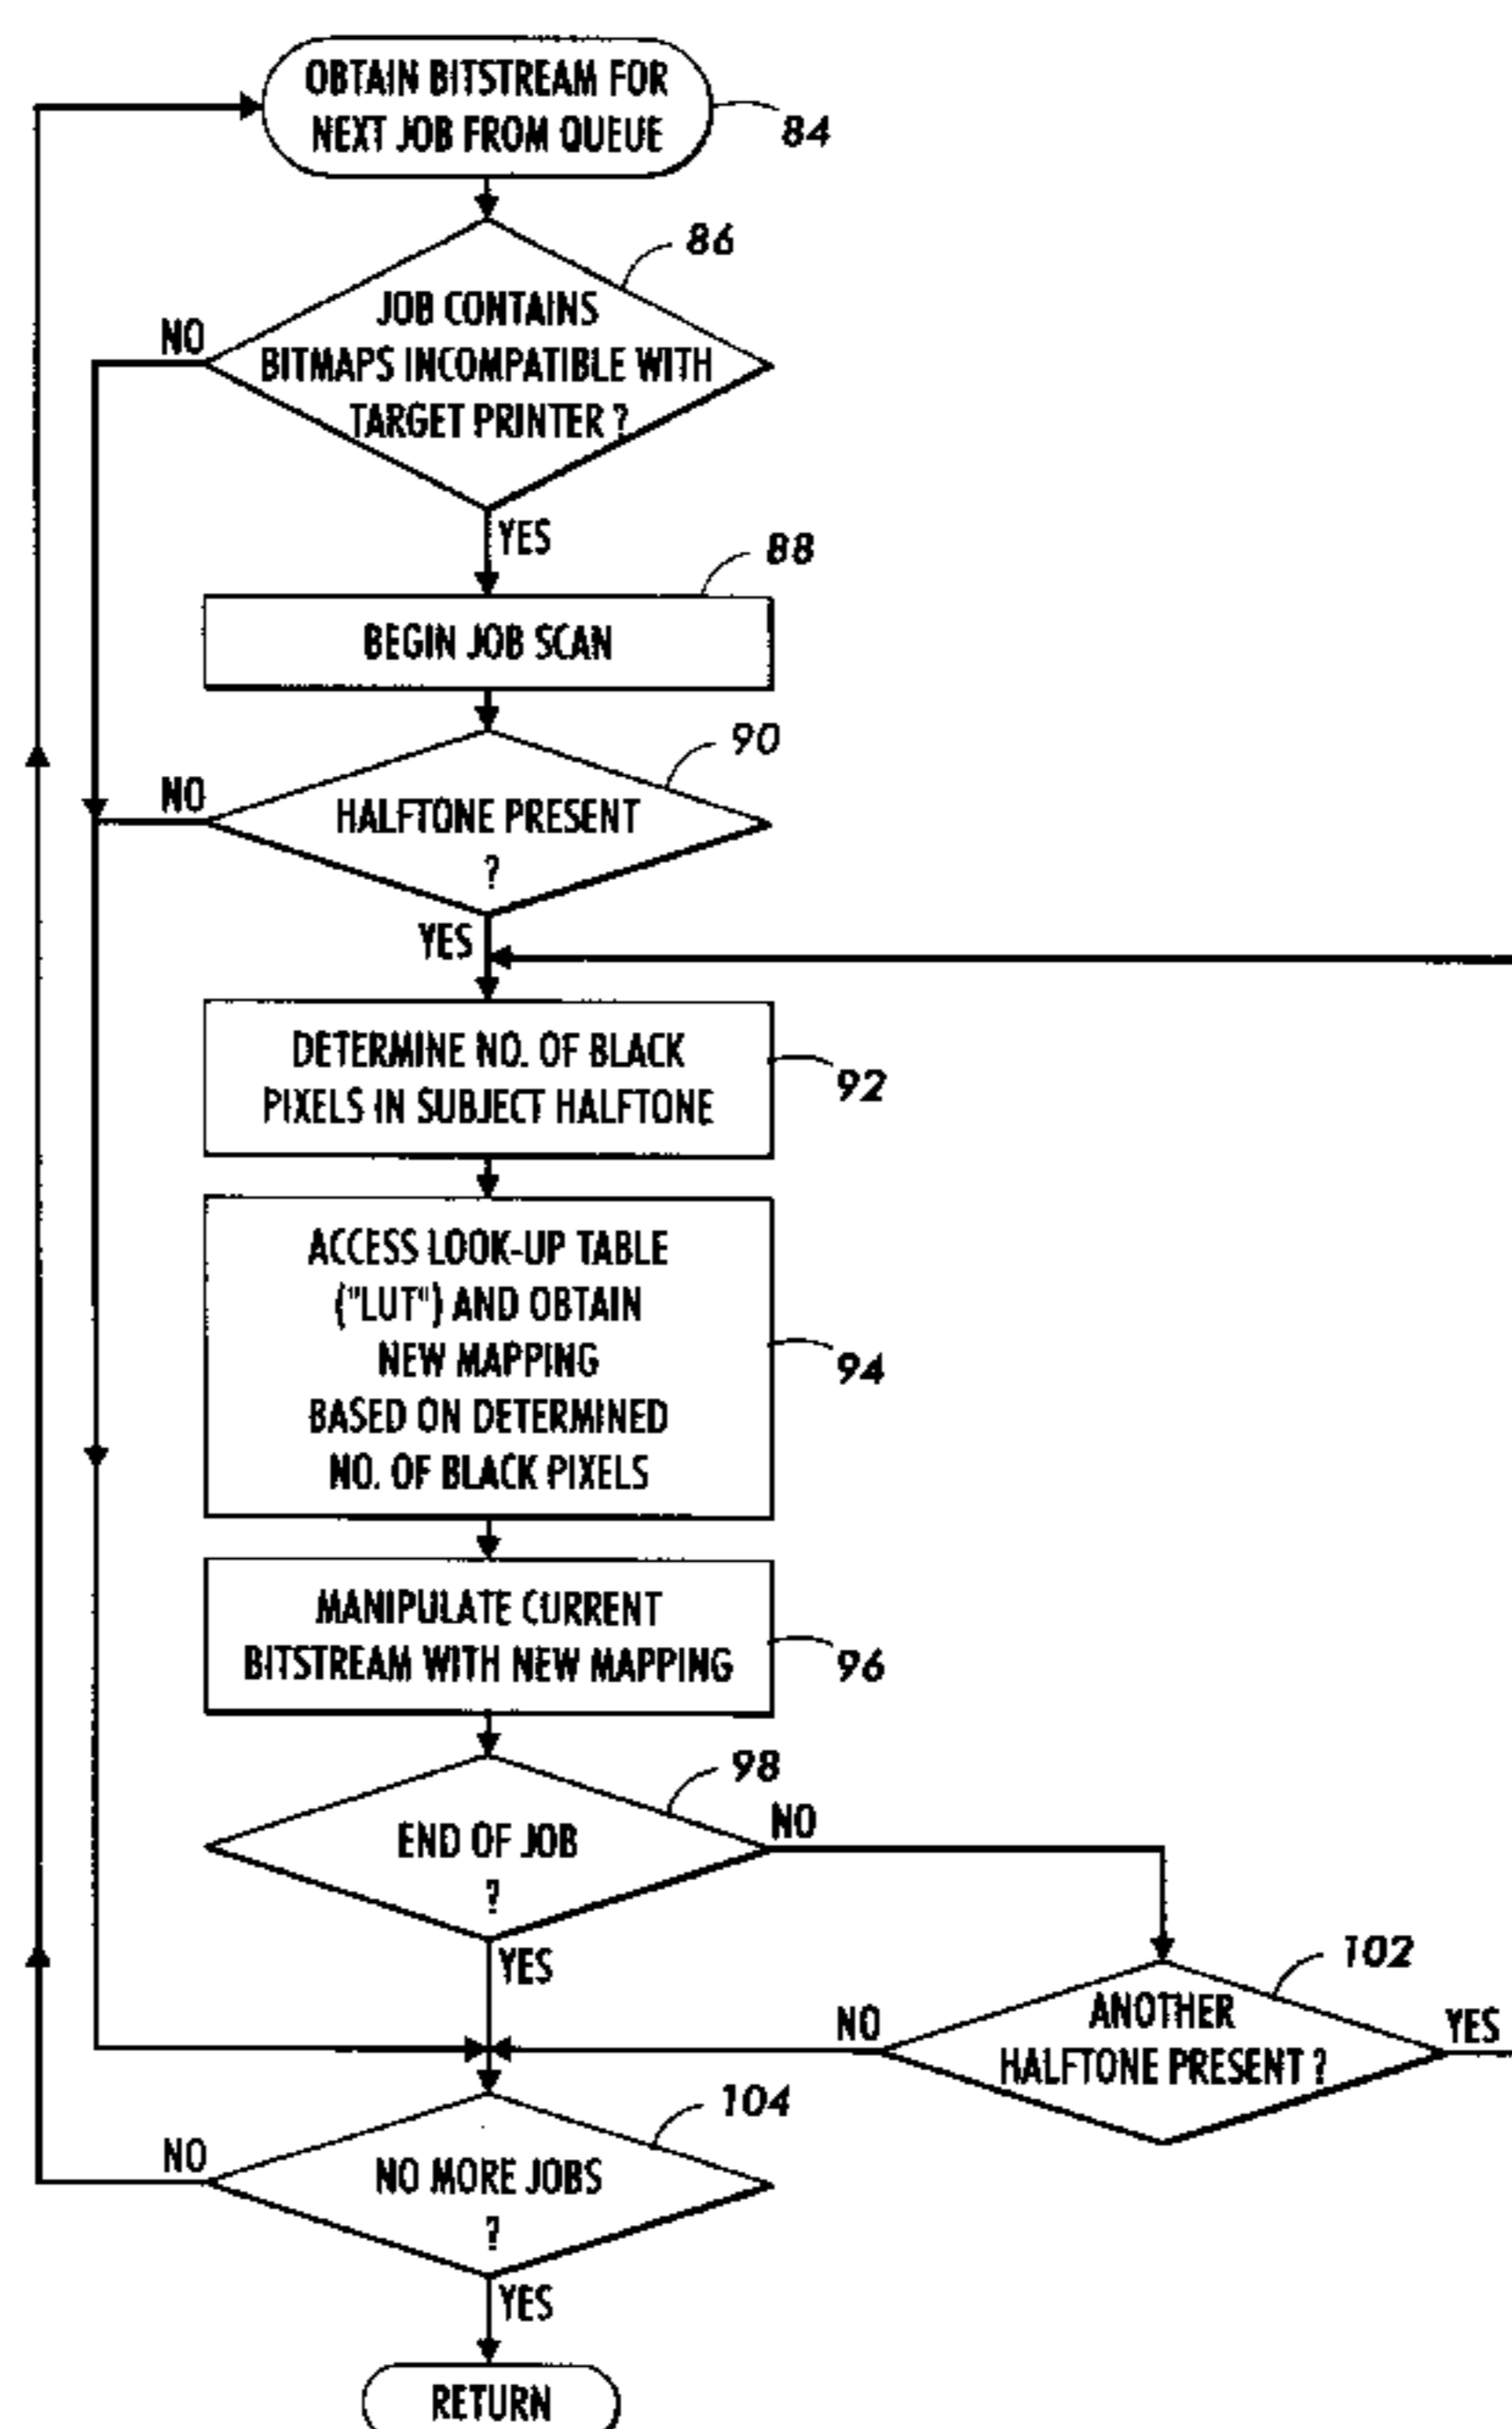 OBTAIN BITSTREAM FOR
NEXT JOB FROM QUEUE
84
86
JOB CONTAINS
BITMAPS INCOMPATIBLE WITH
TARGET PRINTER ?
NO
YES
88
BEGIN JOB SCAN
90
NO
HALFTONE PRESENT
?
YES
DETERMINE NO. OF BLACK
PIXELS IN SUBJECT HALFTONE
92
ACCESS LOOK-UP TABLE
("LUT") AND OBTAIN
NEW MAPPING
BASED ON DETERMINED
NO. OF BLACK PIXELS
94
MANIPULATE CURRENT
BITSTREAM WITH NEW MAPPING
96
98
END OF JOB
?
NO
YES
102
ANOTHER
HALFTONE PRESENT ?
NO
YES
104
NO MORE JOBS
?
NO
YES
RETURN